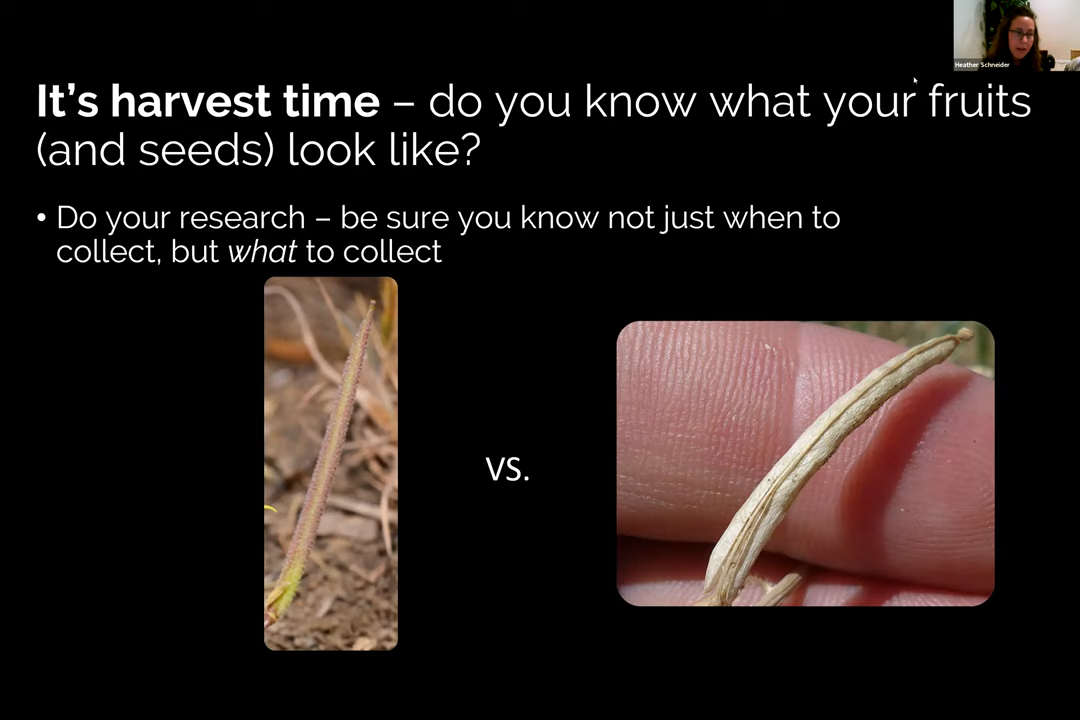 Heather Schneider
It's harvest time – do you know what your fruits
(and seeds) look like?
• Do your research – be sure you know not just when to
collect, but what to collect
vs.